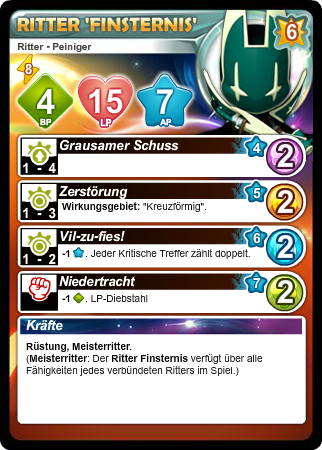 RITTER 'FINSTERNIS'
6
Ritter - Peiniger
8
4
BP
15
LP
7
AP
Grausamer Schuss
4
2
1 - 4
Zerstörung
5
2
Wirkungsgebiet: "Kreuzförmig".
1 - 3
Vil-zu-fies!
6
2
-1 . Jeder Kritische Treffer zählt doppelt.
1 - 2
Niedertracht
7
2
-1 . LP-Diebstahl
Kräfte
Rüstung, Meisterritter.
(Meisterritter: Der Ritter Finsternis verfügt über alle
Fähigkeiten jedes verbündeten Ritters im Spiel.)